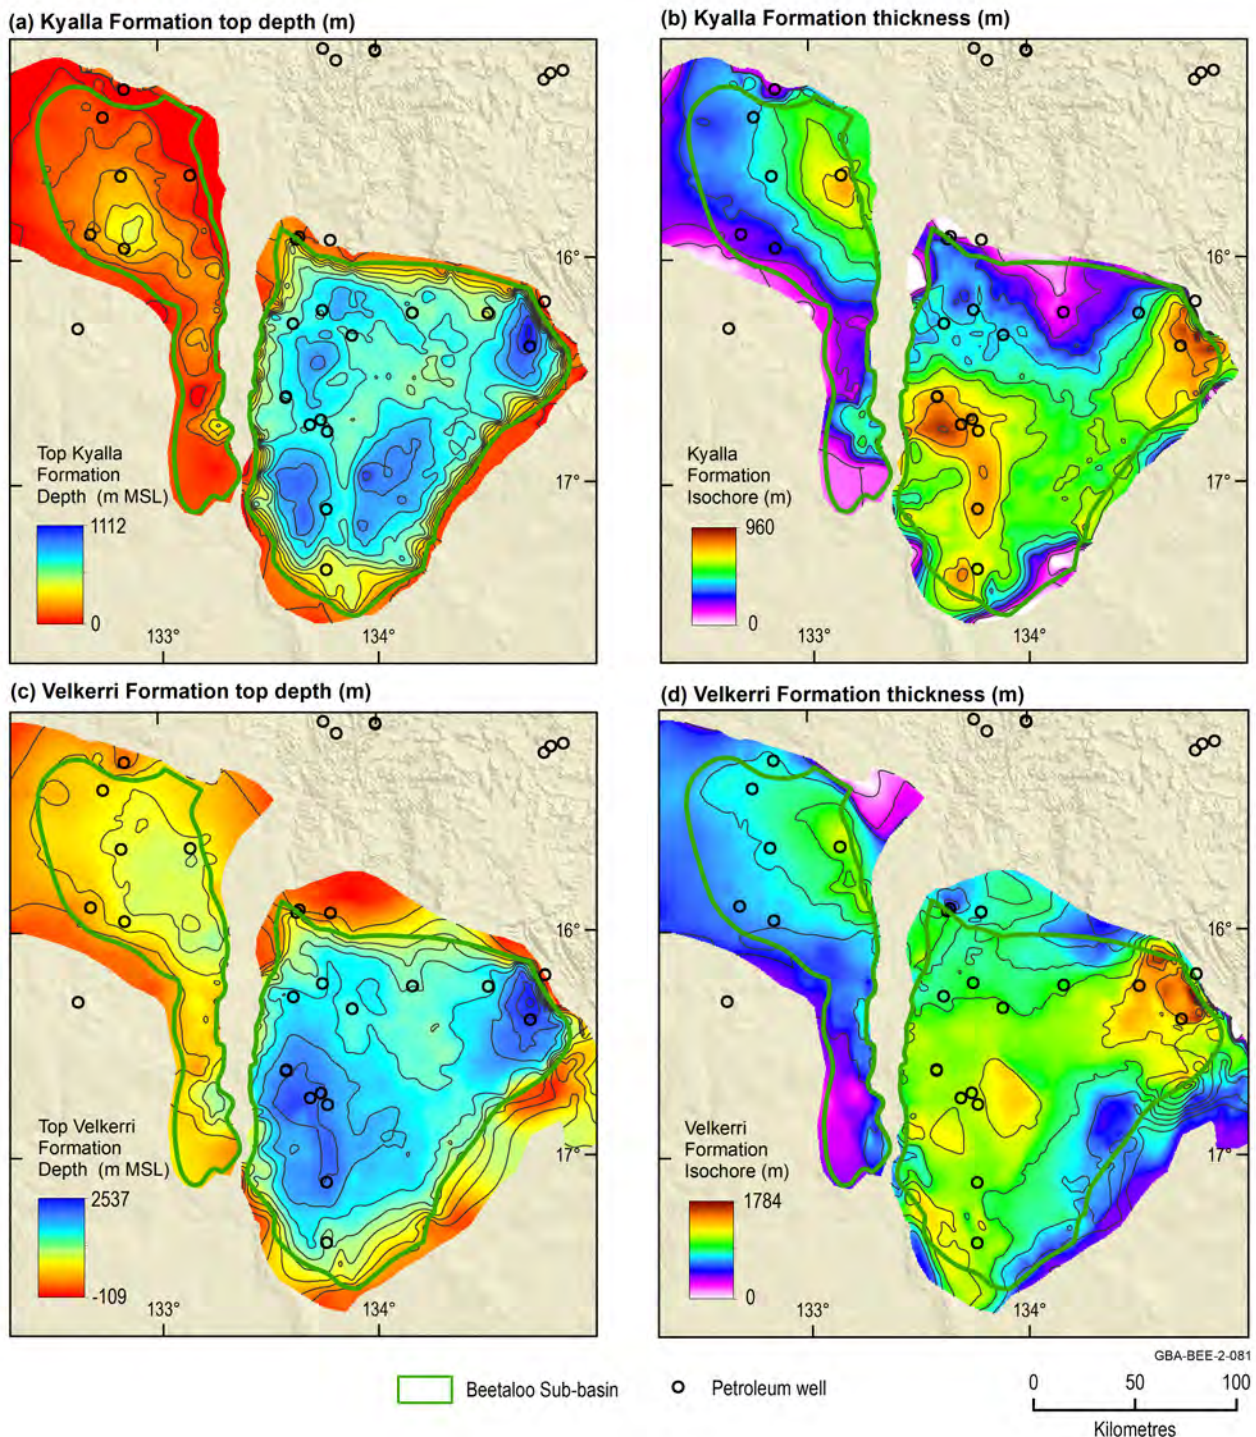 (a) Kyalla Formation top depth (m)
(b) Kyalla Formation thickness (m)
16°
17°
133°
134°
Top Kyalla
Formation
Depth (m MSL)
1112
0
16°
17°
133°
134°
Kyalla
Formation
Isochore (m)
960
0
(c) Velkerri Formation top depth (m)
(d) Velkerri Formation thickness (m)
16°
17°
133°
134°
Top Velkerri
Formation
Depth (m MSL)
2537
-109
16°
17°
133°
134°
Velkerri
Formation
Isochore (m)
1784
0
GBA-BEE-2-081
Beetaloo Sub-basin
Petroleum well
0 50 100
Kilometres